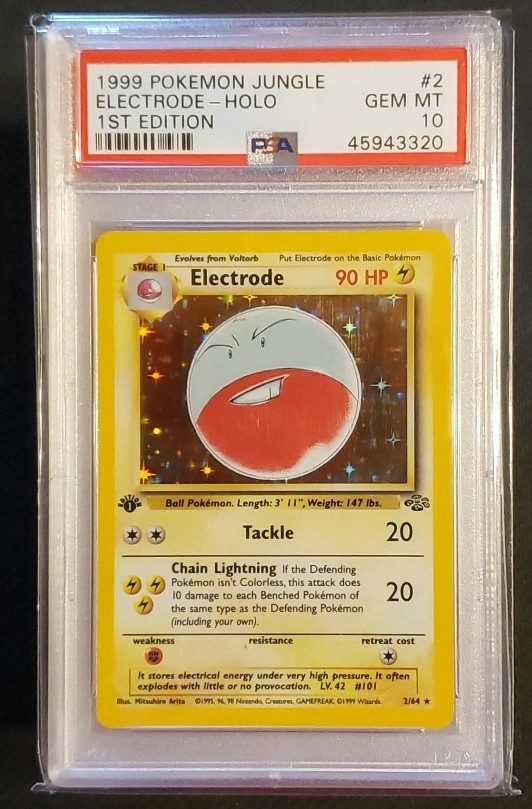 1999 POKEMON JUNGLE #2
ELECTRODE-HOLO GEM MT
1ST EDITION 10
PSA 45943320
Evolves from Voltorb Put Electrode on the Basic Pokémon
STAGE 1
Electrode 90 HP
EDITION 1
Ball Pokémon. Length: 3' 11", Weight: 147 lbs.
Tackle 20
Chain Lightning If the Defending
Pokémon isn't Colorless, this attack does
10 damage to each Benched Pokémon of
the same type as the Defending Pokémon
(including your own).
20
weakness resistance retreat cost
It stores electrical energy under very high pressure. It often
explodes with little or no provocation. LV. 42 #101
Illus. Mitsuhiro Arita ©1995, 96, 98 Nintendo, Creatures, GAMEFREAK. ©1999 Wizards. 2/64 ★